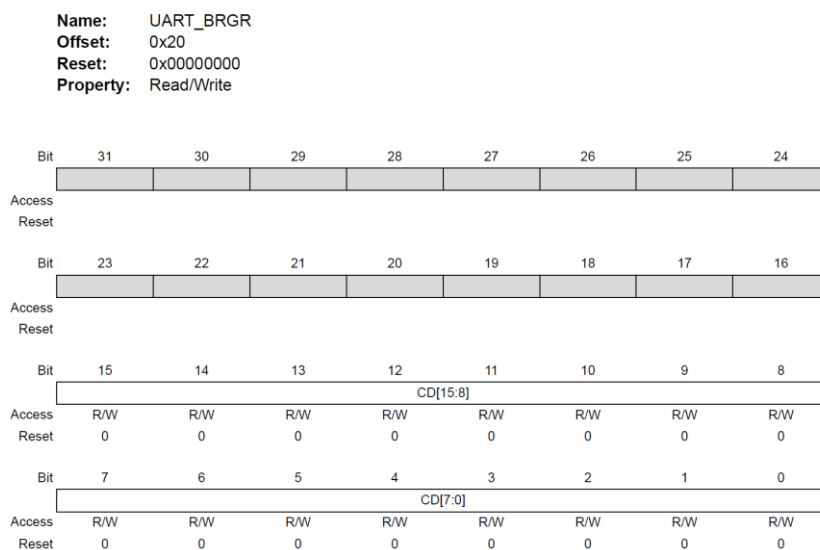 Name: UART_BRGR
Offset: 0x20
Reset: 0x00000000
Property: Read/Write
Bit 31 30 29 28 27 26 25 24
Access
Reset
Bit 23 22 21 20 19 18 17 16
Access
Reset
Bit 15 14 13 12 11 10 9 8
CD[15:8]
Access R/W R/W R/W R/W R/W R/W R/W R/W
Reset 0 0 0 0 0 0 0 0
Bit 7 6 5 4 3 2 1 0
CD[7:0]
Access R/W R/W R/W R/W R/W R/W R/W R/W
Reset 0 0 0 0 0 0 0 0